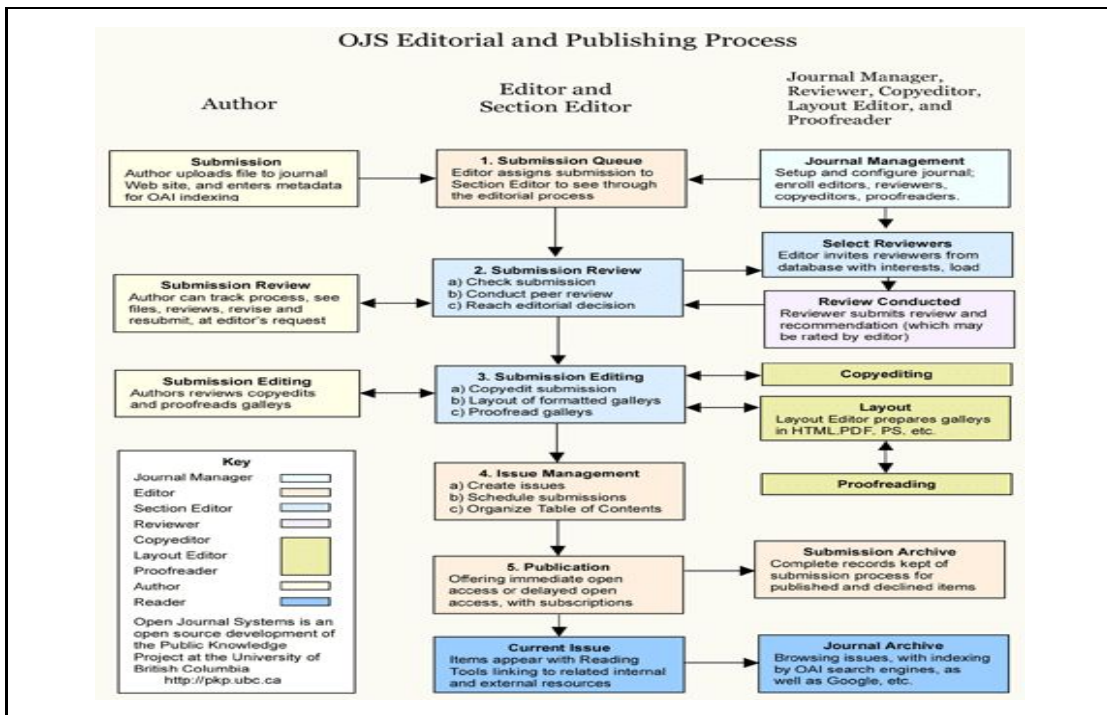 OJS Editorial and Publishing Process
Author
Editor and
Section Editor
Journal Manager,
Reviewer, Copyeditor,
Layout Editor, and
Proofreader
Submission
Author uploads file to journal
Web site, and enters metadata
for OAI indexing
1. Submission Queue
Editor assigns submission to
Section Editor to see through
the editorial process
Journal Management
Setup and configure journal;
enroll editors, reviewers,
copyeditors, proofreaders.
Select Reviewers
Editor invites reviewers from
database with interests, load
Submission Review
Author can track process, see
files, reviews, revise and
resubmit, at editor's request
2. Submission Review
a) Check submission
b) Conduct peer review
c) Reach editorial decision
Review Conducted
Reviewer submits review and
recommendation (which may
be rated by editor)
Submission Editing
Authors reviews copyedits
and proofreads galleys
3. Submission Editing
a) Copyedit submission
b) Layout of formatted galleys
c) Proofread galleys
Copyediting
Layout
Layout Editor prepares galleys
in HTML.PDF, PS. etc.
Proofreading
Key
Journal Manager
Editor
Section Editor
Reviewer
Copyeditor
Layout Editor
Proofreader
Author
Reader
Open Journal Systems is an
open source development of
the Public Knowledge
Project at the University of
British Columbia
http://pkp.ubc.ca
4. Issue Management
a) Create issues
b) Schedule submissions
c) Organize Table of Contents
5. Publication
Offering immediate open
access or delayed open
access, with subscriptions
Submission Archive
Complete records kept of
submission process for
published and declined items
Current Issue
Items appear with Reading
Tools linking to related internal
and external resources
Journal Archive
Browsing issues, with indexing
by OAI search engines, as
well as Google, etc.